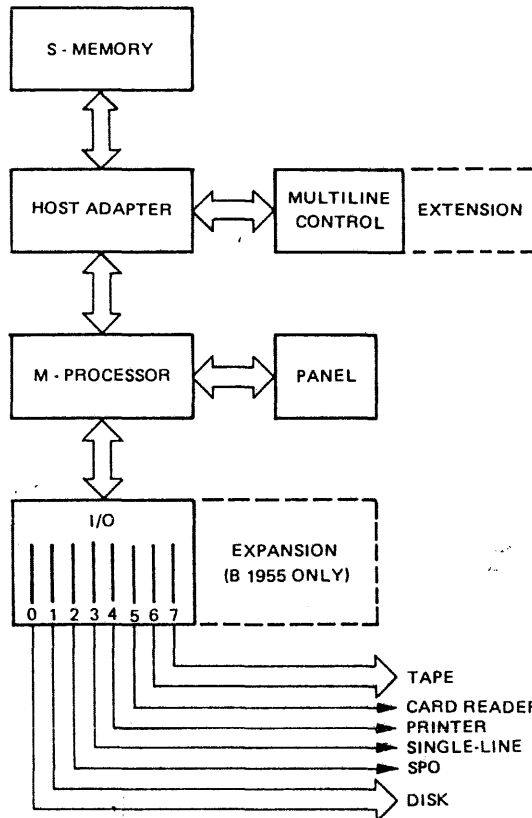 S - MEMORY
HOST ADAPTER
MULTILINE
CONTROL
EXTENSION
M - PROCESSOR
PANEL
I/O
EXPANSION
(B 1955 ONLY)
0 1 2 3 4 5 6 7
TAPE
CARD READER
PRINTER
SINGLE-LINE
SPO
DISK